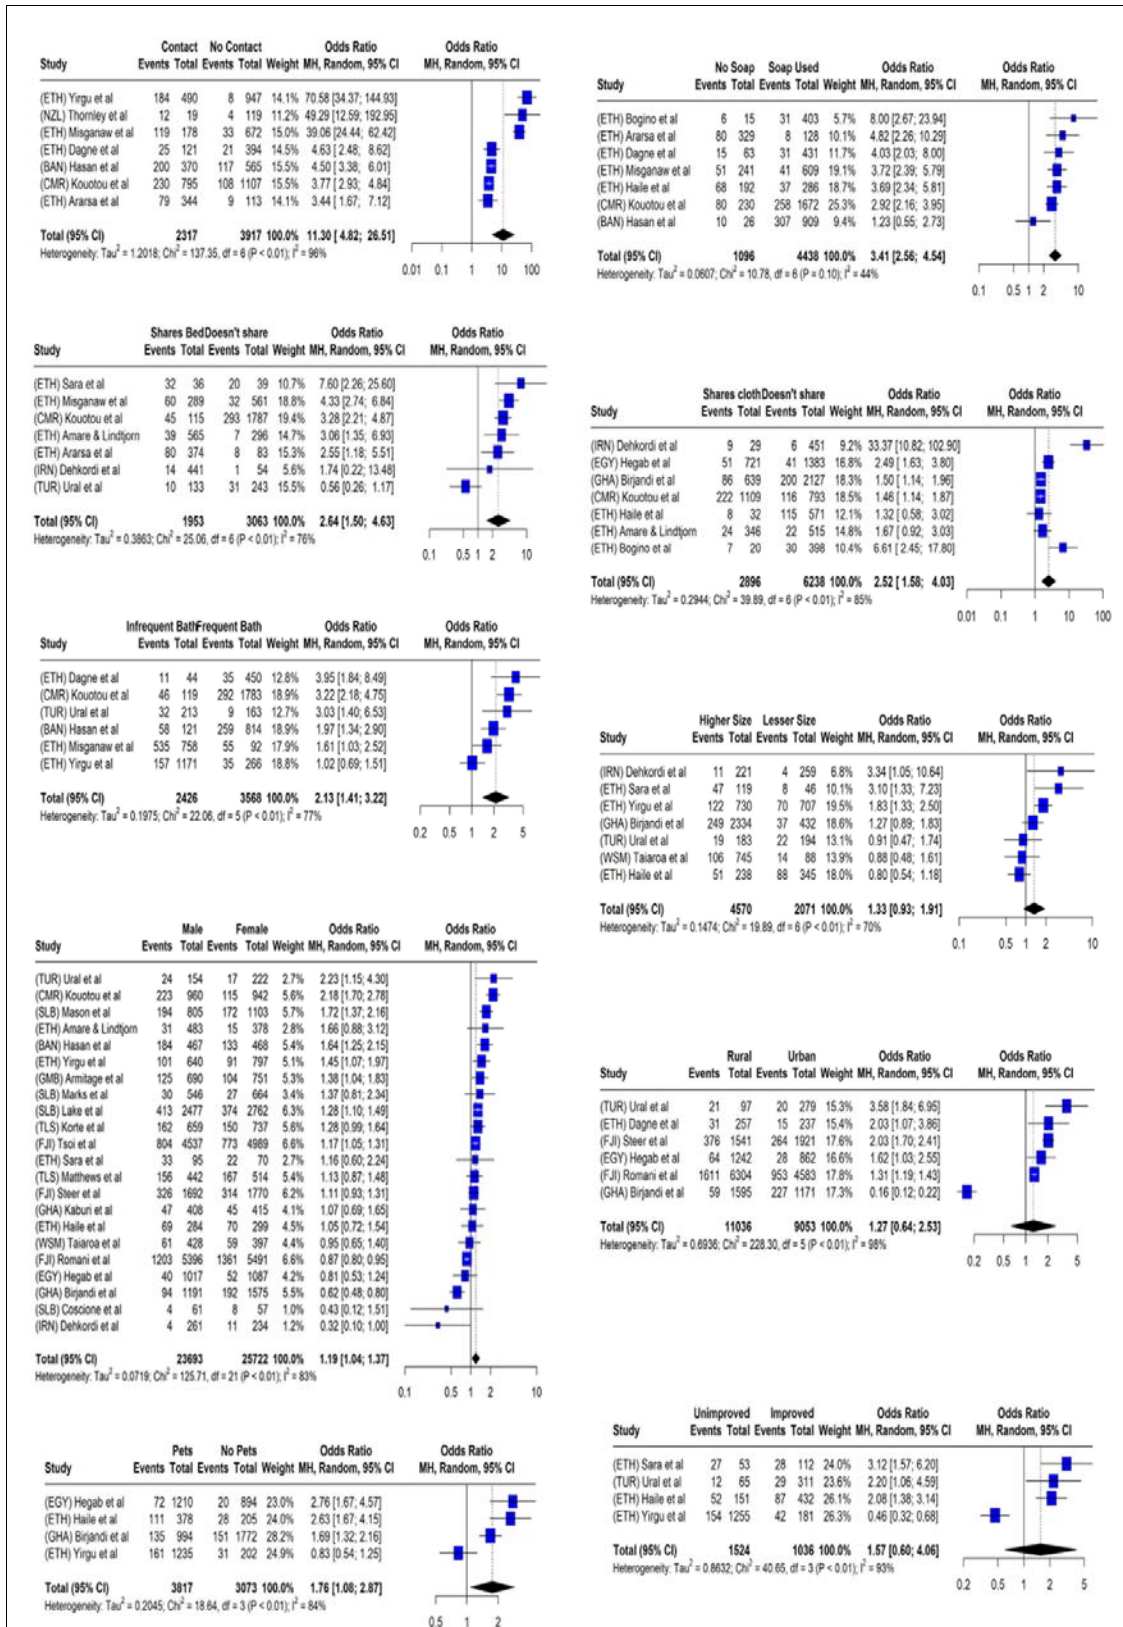 Contact No Contact Odds Ratio Odds Ratio
Study Events Total Events Total Weight MH, Random, 95% CI MH, Random, 95% CI
(ETH) Yirgu et al 184 490 8 947 14.1% 70.58 [34.37; 144.93]
(NZL) Thornley et al 12 19 4 119 11.2% 49.29 [12.59; 192.95]
(ETH) Misganaw et al 119 178 33 672 15.0% 39.06 [24.44; 62.42]
(ETH) Dagne et al 25 121 21 394 14.2% 4.63 [2.48; 8.62]
(BAN) Hasan et al 200 370 117 565 15.4% 4.50 [3.38; 6.01]
(CMR) Kouotou et al 230 795 108 1107 15.5% 3.77 [2.93; 4.84]
(ETH) Ararsa et al 79 344 9 113 14.1% 3.44 [1.67; 7.12]
Total (95% CI) 2317 3917 100.0% 11.30 [4.82; 26.51]
Heterogeneity: Tau² = 1.2018; Chi² = 137.35, df = 6 (P < 0.01); I² = 96%
0.01 0.1 1 10 100
Shares Bed Doesn't share Odds Ratio Odds Ratio
Study Events Total Events Total Weight MH, Random, 95% CI MH, Random, 95% CI
(ETH) Sara et al 32 36 20 39 10.7% 7.60 [2.26; 25.60]
(ETH) Misganaw et al 60 289 32 561 18.8% 4.33 [2.74; 6.84]
(CMR) Kouotou et al 45 115 293 1787 19.4% 3.28 [2.21; 4.87]
(ETH) Amare & Lindtjorn 39 565 7 296 14.7% 3.06 [1.35; 6.93]
(ETH) Ararsa et al 80 374 8 83 15.3% 2.55 [1.18; 5.51]
(IRN) Dehkordi et al 14 441 1 54 5.6% 1.74 [0.22; 13.48]
(TUR) Ural et al 10 133 31 243 15.5% 0.56 [0.26; 1.17]
Total (95% CI) 1953 3063 100.0% 2.64 [1.50; 4.63]
Heterogeneity: Tau² = 0.3863; Chi² = 25.06, df = 6 (P < 0.01); I² = 76%
0.1 0.5 1 2 10
Infrequent Bath Frequent Bath Odds Ratio Odds Ratio
Study Events Total Events Total Weight MH, Random, 95% CI MH, Random, 95% CI
(ETH) Dagne et al 11 44 35 450 12.8% 3.95 [1.84; 8.49]
(CMR) Kouotou et al 46 119 292 1783 18.9% 3.22 [2.18; 4.75]
(TUR) Ural et al 32 213 9 163 12.7% 3.03 [1.40; 6.53]
(BAN) Hasan et al 58 121 259 814 18.9% 1.97 [1.34; 2.90]
(ETH) Misganaw et al 535 758 55 92 17.9% 1.61 [1.03; 2.52]
(ETH) Yirgu et al 157 1171 35 266 18.8% 1.02 [0.69; 1.51]
Total (95% CI) 2426 3568 100.0% 2.13 [1.41; 3.22]
Heterogeneity: Tau² = 0.1975; Chi² = 22.06, df = 5 (P < 0.01); I² = 77%
0.2 0.5 1 2 5
Male Female Odds Ratio Odds Ratio
Study Events Total Events Total Weight MH, Random, 95% CI MH, Random, 95% CI
(TUR) Ural et al 24 154 17 222 2.7% 2.23 [1.15; 4.30]
(CMR) Kouotou et al 223 960 115 942 5.6% 2.18 [1.70; 2.78]
(SLB) Mason et al 194 805 172 1103 5.7% 1.72 [1.37; 2.16]
(ETH) Amare & Lindtjorn 31 483 15 378 2.8% 1.66 [0.88; 3.12]
(BAN) Hasan et al 184 467 133 468 5.4% 1.64 [1.25; 2.15]
(ETH) Yirgu et al 101 640 91 797 5.1% 1.45 [1.07; 1.97]
(GMB) Armitage et al 125 690 104 751 5.3% 1.38 [1.04; 1.83]
(SLB) Marks et al 30 546 27 664 3.6% 1.37 [0.81; 2.34]
(SLB) Lake et al 413 2477 374 2762 6.3% 1.28 [1.10; 1.49]
(TLS) Korte et al 162 659 150 737 5.5% 1.28 [0.99; 1.64]
(FJI) Tsoi et al 804 4537 773 4989 6.5% 1.17 [1.05; 1.31]
(ETH) Sara et al 33 95 22 70 2.7% 1.16 [0.60; 2.24]
(TLS) Matthews et al 156 442 167 514 5.4% 1.13 [0.87; 1.48]
(FJI) Steer et al 326 1692 314 1770 6.1% 1.11 [0.93; 1.31]
(GHA) Kaburi et al 47 408 45 415 4.2% 1.07 [0.69; 1.65]
(ETH) Haile et al 69 284 70 299 4.6% 1.05 [0.72; 1.54]
(WSM) Taiaroa et al 61 428 59 397 4.5% 0.95 [0.65; 1.40]
(FJI) Romani et al 1203 5396 1361 5491 6.6% 0.87 [0.80; 0.95]
(EGY) Hegab et al 40 1017 52 1087 4.2% 0.81 [0.53; 1.24]
(GHA) Birjandi et al 94 1191 192 1575 5.5% 0.62 [0.48; 0.80]
(SLB) Coscione et al 4 61 8 57 1.0% 0.43 [0.12; 1.51]
(IRN) Dehkordi et al 4 261 11 234 1.2% 0.32 [0.10; 1.00]
Total (95% CI) 23693 25722 100.0% 1.19 [1.04; 1.37]
Heterogeneity: Tau² = 0.0719; Chi² = 125.71, df = 21 (P < 0.01); I² = 83%
0.1 0.5 1 2 10
Pets No Pets Odds Ratio Odds Ratio
Study Events Total Events Total Weight MH, Random, 95% CI MH, Random, 95% CI
(EGY) Hegab et al 72 1210 20 894 23.0% 2.76 [1.67; 4.57]
(ETH) Haile et al 111 378 28 205 24.0% 2.63 [1.67; 4.15]
(GHA) Birjandi et al 135 994 151 1772 28.2% 1.69 [1.32; 2.16]
(ETH) Yirgu et al 161 1235 31 202 24.9% 0.83 [0.54; 1.25]
Total (95% CI) 3817 3073 100.0% 1.76 [1.08; 2.87]
Heterogeneity: Tau² = 0.2045; Chi² = 18.64, df = 3 (P < 0.01); I² = 84%
0.5 1 2
No Soap Soap Used Odds Ratio Odds Ratio
Study Events Total Events Total Weight MH, Random, 95% CI MH, Random, 95% CI
(ETH) Bogino et al 6 15 31 403 5.7% 8.00 [2.67; 23.94]
(ETH) Ararsa et al 80 329 8 128 10.1% 4.82 [2.26; 10.29]
(ETH) Dagne et al 15 63 31 431 11.7% 4.03 [2.03; 8.00]
(ETH) Misganaw et al 51 241 41 609 19.1% 3.72 [2.39; 5.79]
(ETH) Haile et al 68 192 37 286 18.7% 3.69 [2.34; 5.81]
(CMR) Kouotou et al 80 230 258 1672 25.3% 2.92 [2.16; 3.95]
(BAN) Hasan et al 10 26 307 909 9.4% 1.23 [0.55; 2.73]
Total (95% CI) 1096 4438 100.0% 3.41 [2.56; 4.54]
Heterogeneity: Tau² = 0.0607; Chi² = 10.78, df = 6 (P = 0.10); I² = 44%
0.1 0.5 1 2 10
Shares cloth Doesn't share Odds Ratio Odds Ratio
Study Events Total Events Total Weight MH, Random, 95% CI MH, Random, 95% CI
(IRN) Dehkordi et al 9 29 6 451 9.2% 33.37 [10.82; 102.90]
(EGY) Hegab et al 51 721 41 1383 16.8% 2.49 [1.63; 3.80]
(GHA) Birjandi et al 86 639 200 2127 18.3% 1.50 [1.14; 1.96]
(CMR) Kouotou et al 222 1109 116 793 18.5% 1.46 [1.14; 1.87]
(ETH) Haile et al 8 32 115 571 11.9% 1.32 [0.58; 3.02]
(ETH) Amare & Lindtjorn 24 346 22 515 14.8% 1.67 [0.92; 3.03]
(ETH) Bogino et al 7 20 30 398 10.4% 6.61 [2.45; 17.80]
Total (95% CI) 2896 6238 100.0% 2.52 [1.58; 4.03]
Heterogeneity: Tau² = 0.2944; Chi² = 39.89, df = 6 (P < 0.01); I² = 85%
0.01 0.1 1 10 100
Higher Size Lesser Size Odds Ratio Odds Ratio
Study Events Total Events Total Weight MH, Random, 95% CI MH, Random, 95% CI
(IRN) Dehkordi et al 11 221 4 259 6.8% 3.34 [1.05; 10.64]
(ETH) Sara et al 47 119 8 46 10.0% 3.10 [1.33; 7.23]
(ETH) Yirgu et al 122 730 70 707 19.5% 1.83 [1.33; 2.50]
(GHA) Birjandi et al 249 2334 37 432 18.6% 1.27 [0.89; 1.83]
(TUR) Ural et al 19 183 22 194 13.1% 0.91 [0.47; 1.74]
(WSM) Taiaroa et al 106 745 14 88 13.9% 0.88 [0.48; 1.61]
(ETH) Haile et al 51 238 88 345 18.0% 0.80 [0.54; 1.18]
Total (95% CI) 4570 2071 100.0% 1.33 [0.93; 1.91]
Heterogeneity: Tau² = 0.1474; Chi² = 19.89, df = 6 (P < 0.01); I² = 70%
0.1 0.5 1 2 10
Rural Urban Odds Ratio Odds Ratio
Study Events Total Events Total Weight MH, Random, 95% CI MH, Random, 95% CI
(TUR) Ural et al 21 97 20 279 15.3% 3.58 [1.84; 6.95]
(ETH) Dagne et al 31 257 15 237 15.4% 2.03 [1.07; 3.86]
(FJI) Steer et al 376 1541 264 1921 17.6% 2.03 [1.70; 2.41]
(EGY) Hegab et al 64 1242 28 862 16.6% 1.62 [1.03; 2.55]
(FJI) Romani et al 1611 6304 953 4583 17.8% 1.31 [1.19; 1.43]
(GHA) Birjandi et al 59 1595 227 1171 17.3% 0.16 [0.12; 0.22]
Total (95% CI) 11036 9053 100.0% 1.27 [0.64; 2.53]
Heterogeneity: Tau² = 0.6936; Chi² = 228.30, df = 5 (P < 0.01); I² = 98%
0.2 0.5 1 2 5
Unimproved Improved Odds Ratio Odds Ratio
Study Events Total Events Total Weight MH, Random, 95% CI MH, Random, 95% CI
(ETH) Sara et al 27 53 28 112 24.0% 3.12 [1.57; 6.20]
(TUR) Ural et al 12 65 29 311 23.6% 2.20 [1.06; 4.59]
(ETH) Haile et al 52 151 87 432 26.1% 2.08 [1.38; 3.14]
(ETH) Yirgu et al 154 1255 42 181 26.3% 0.46 [0.32; 0.68]
Total (95% CI) 1524 1036 100.0% 1.57 [0.60; 4.06]
Heterogeneity: Tau² = 0.8632; Chi² = 40.65, df = 3 (P < 0.01); I² = 93%
0.2 0.5 1 2 5